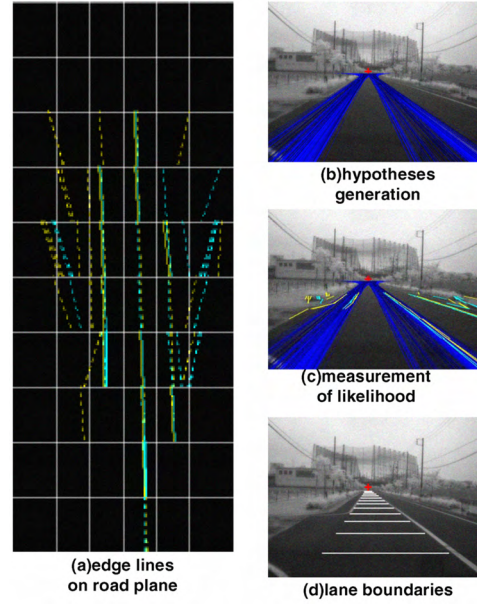 (a)edge lines
on road plane
(b)hypotheses
generation
(c)measurement
of likelihood
(d)lane boundaries